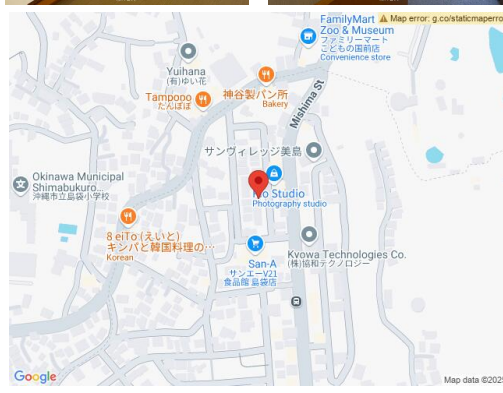 FamilyMart
Zoo & Museum
ファミリーマート
こどもの国前店
Convenience store
Map error: g.co/staticmaperro
Yuihana
(有)ゆい花
神谷製パン所
Bakery
Tampopo
たんぽぽ
Mishima St
サンヴィレッジ美島
Okinawa Municipal
Shimabukuro...
沖縄市立島袋小学校
Studio
Photography studio
8 eiTo (えいと)
キンパと韓国料理の…
Korean
San-A
サンエーV21
食品館 島袋店
Kyowa Technologies Co.
(株)協和テクノロジー
Google
Map data ©2025